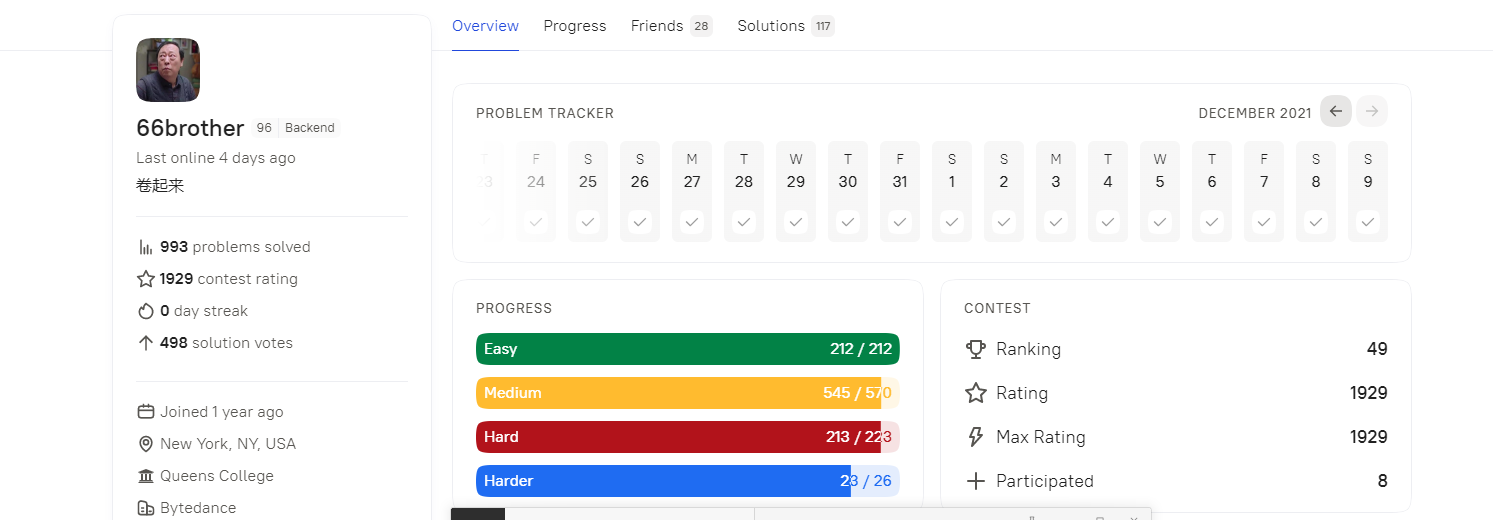 Overview Progress Friends 28 Solutions 117
66brother 96 Backend
Last online 4 days ago
卷起来
993 problems solved
1929 contest rating
0 day streak
498 solution votes
Joined 1 year ago
New York, NY, USA
Queens College
Bytedance
PROBLEM TRACKER DECEMBER 2021
T F S S M T W T F S S M T W T F S S
23 24 25 26 27 28 29 30 31 1 2 3 4 5 6 7 8 9
PROGRESS
Easy 212 / 212
Medium 545 / 570
Hard 213 / 223
Harder 23 / 26
CONTEST
Ranking 49
Rating 1929
Max Rating 1929
Participated 8